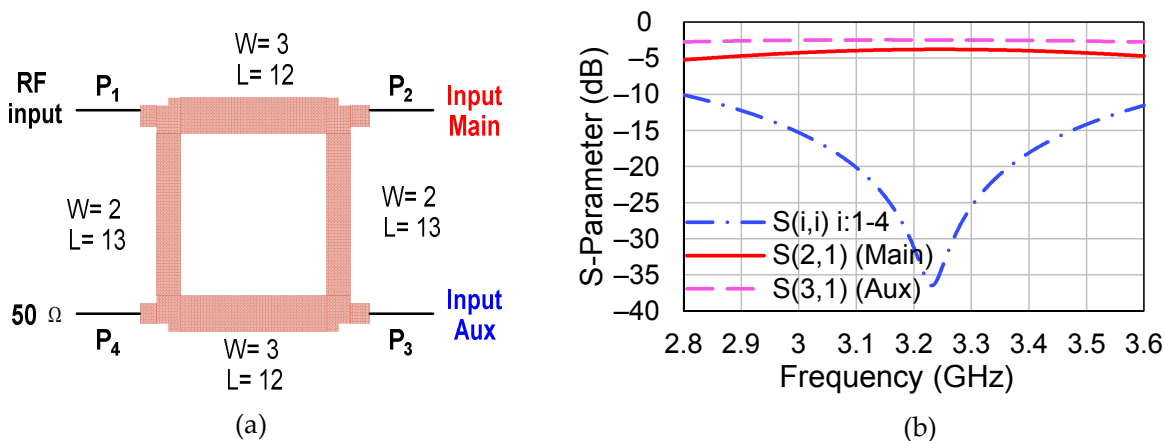 W= 3
L= 12
RF
input
P1
P2
Input
Main
W= 2
L= 13
W= 2
L= 13
50 Ω
P4
P3
Input
Aux
W= 3
L= 12
(a)
0
–5
–10
–15
–20
–25
–30
–35
–40
S-Parameter (dB)
S(i,i) i:1-4
S(2,1) (Main)
S(3,1) (Aux)
2.8 2.9 3 3.1 3.2 3.3 3.4 3.5 3.6
Frequency (GHz)
(b)